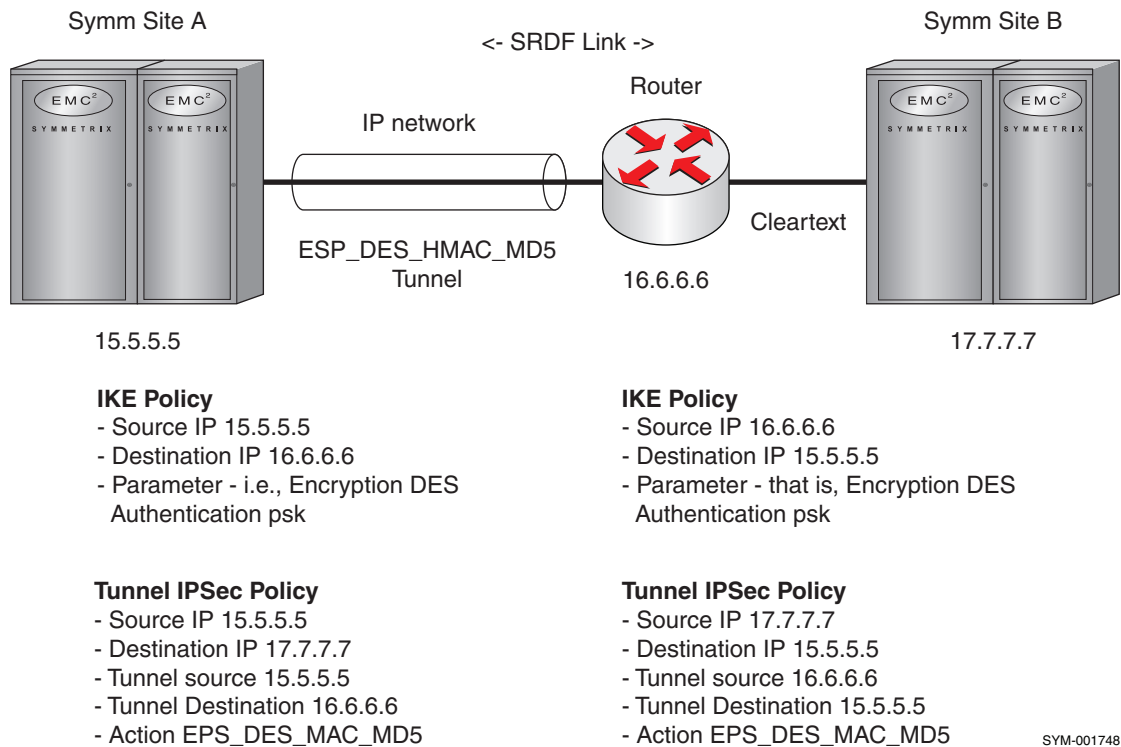 Symm Site A
<- SRDF Link ->
Symm Site B
Router
EMC²
SYMMETRIX
EMC²
SYMMETRIX
IP network
EMC²
SYMMETRIX
EMC²
SYMMETRIX
Cleartext
ESP_DES_HMAC_MD5
Tunnel
16.6.6.6
15.5.5.5
17.7.7.7
IKE Policy
- Source IP 15.5.5.5
- Destination IP 16.6.6.6
- Parameter - i.e., Encryption DES
Authentication psk
IKE Policy
- Source IP 16.6.6.6
- Destination IP 15.5.5.5
- Parameter - that is, Encryption DES
Authentication psk
Tunnel IPSec Policy
- Source IP 15.5.5.5
- Destination IP 17.7.7.7
- Tunnel source 15.5.5.5
- Tunnel Destination 16.6.6.6
- Action EPS_DES_MAC_MD5
Tunnel IPSec Policy
- Source IP 17.7.7.7
- Destination IP 15.5.5.5
- Tunnel source 16.6.6.6
- Tunnel Destination 15.5.5.5
- Action EPS_DES_MAC_MD5
SYM-001748